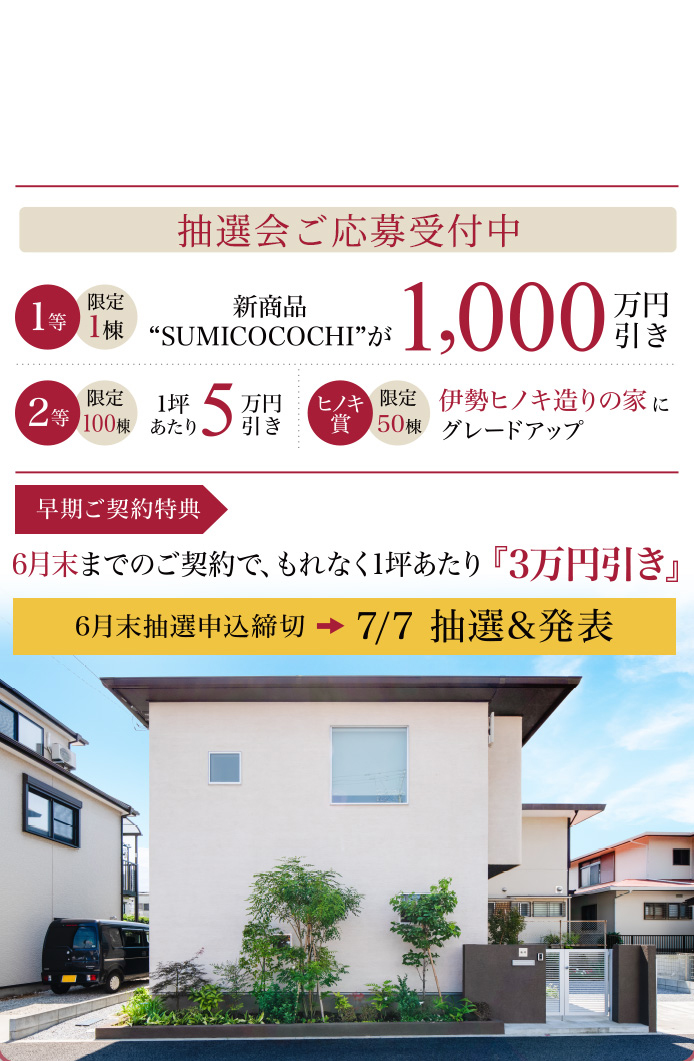 抽選会ご応募受付中
1等
限定
1棟
新商品
“SUMICOCOCHI”が
1,000
万円
引き
2等
限定
100棟
1坪
あたり
5
万円
引き
ヒノキ
賞
限定
50棟
伊勢ヒノキ造りの家に
グレードアップ
早期ご契約特典
6月末までのご契約で、もれなく1坪あたり『3万円引き』
6月末抽選申込締切 → 7/7 抽選&発表